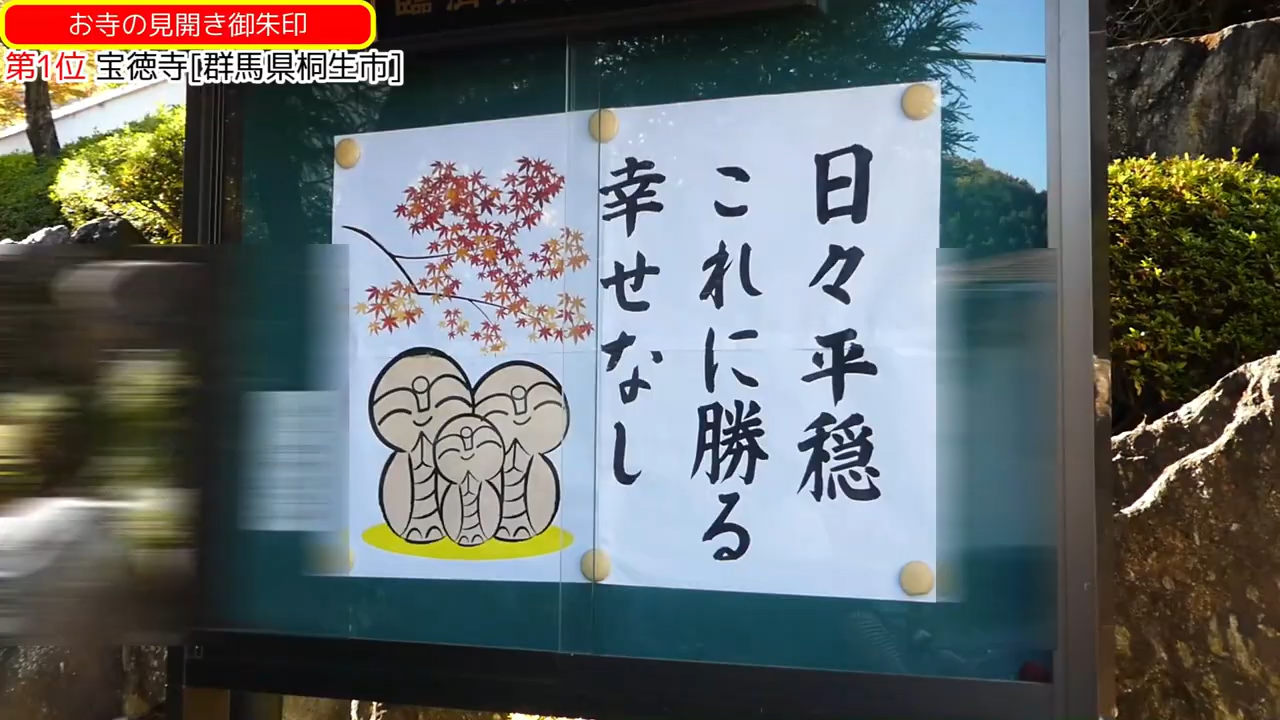 お寺の見開き御朱印
第1位 宝徳寺[群馬県桐生市]
日々平穏
これに勝る
幸せなし